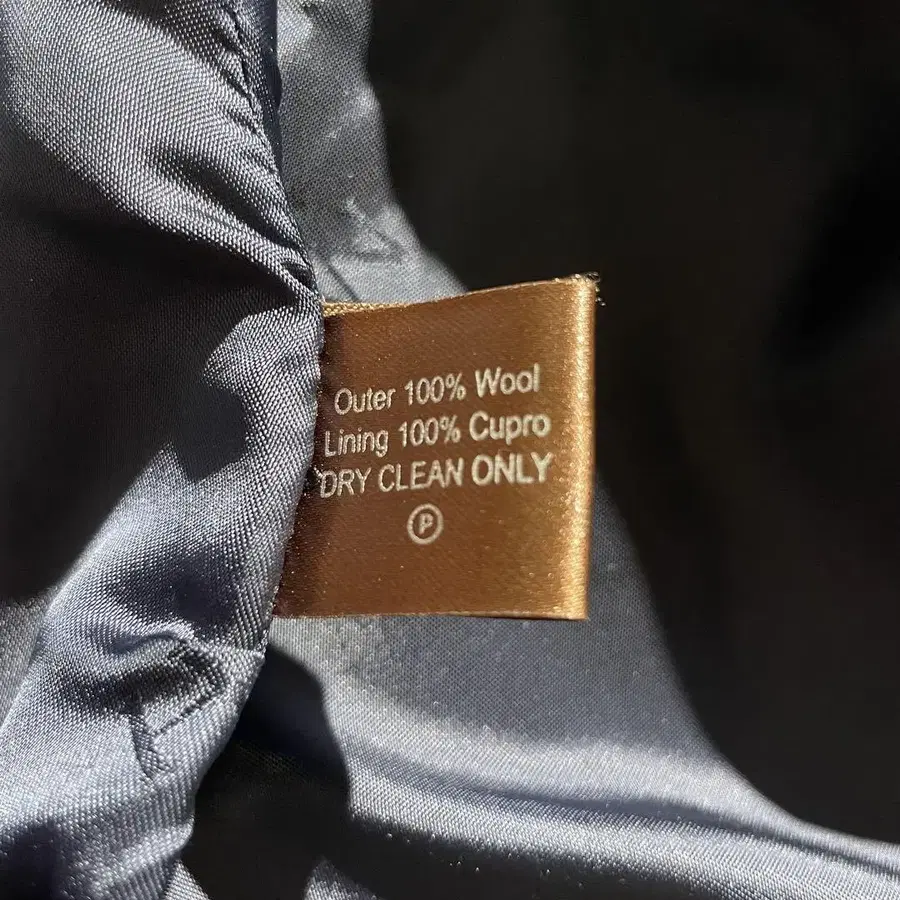 Outer 100% Wool
Lining 100% Cupro
DRY CLEAN ONLY
P